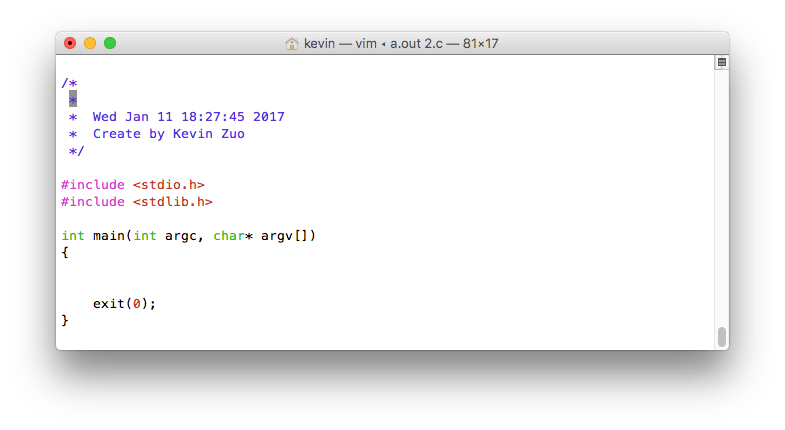 kevin — vim ◂ a.out 2.c — 81×17
/*
 *
 *  Wed Jan 11 18:27:45 2017
 *  Create by Kevin Zuo
 */
#include <stdio.h>
#include <stdlib.h>
int main(int argc, char* argv[])
{
    exit(0);
}